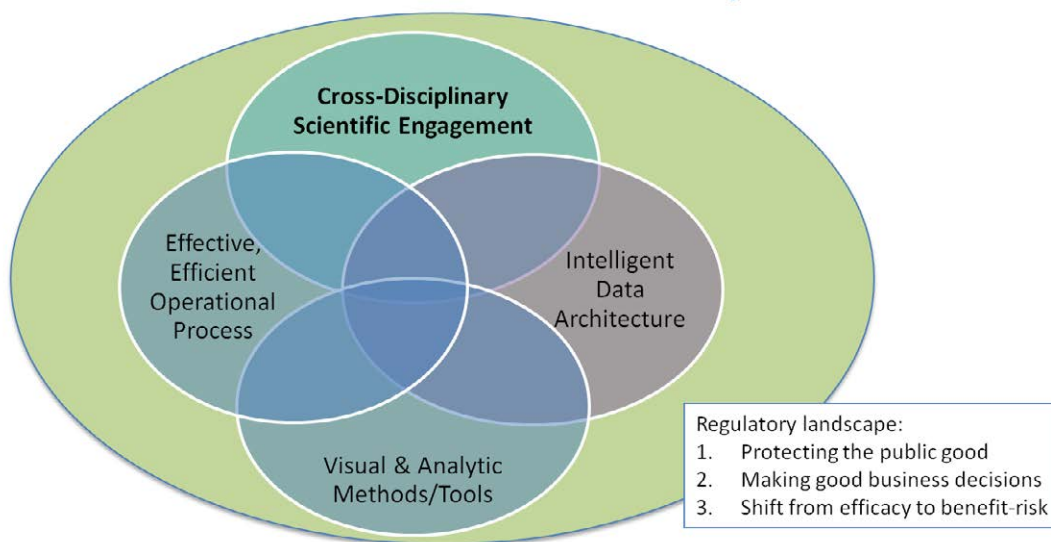 Cross-Disciplinary
Scientific Engagement
Effective,
Efficient
Operational
Process
Intelligent
Data
Architecture
Visual & Analytic
Methods/Tools
Regulatory landscape:
1. Protecting the public good
2. Making good business decisions
3. Shift from efficacy to benefit-risk